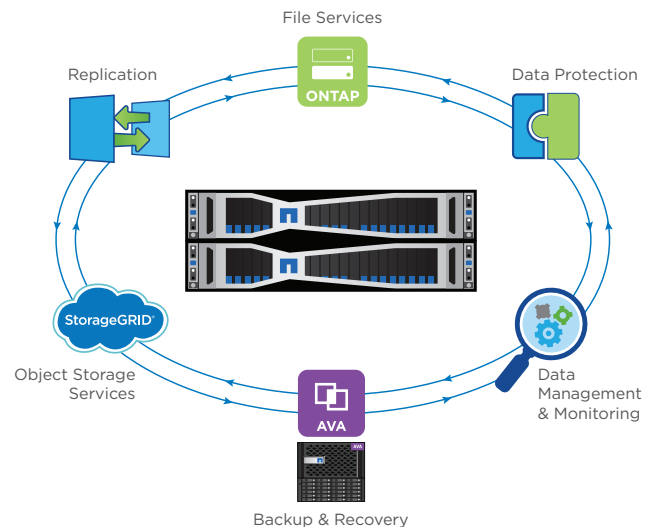 File Services
ONTAP
Replication
Data Protection
StorageGRID®
Object Storage
Services
Data
Management
& Monitoring
AVA
AVA
Backup & Recovery